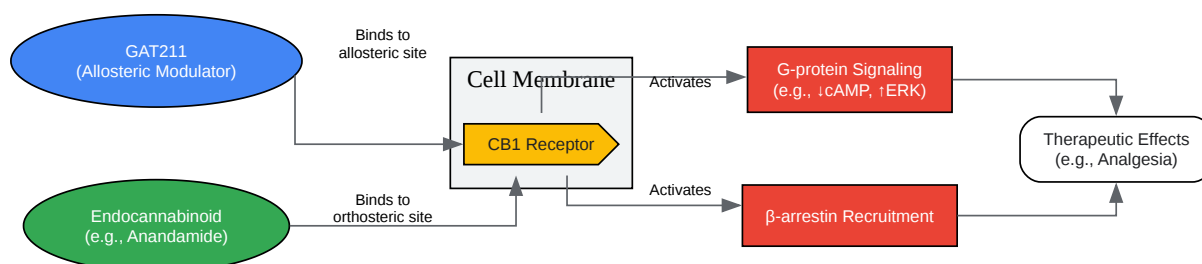 GAT211
(Allosteric Modulator)
Binds to
allosteric site
Cell Membrane
CB1 Receptor
Activates
G-protein Signaling
(e.g., ↓cAMP, ↑ERK)
Therapeutic Effects
(e.g., Analgesia)
Endocannabinoid
(e.g., Anandamide)
Binds to
orthosteric site
Activates
β-arrestin Recruitment